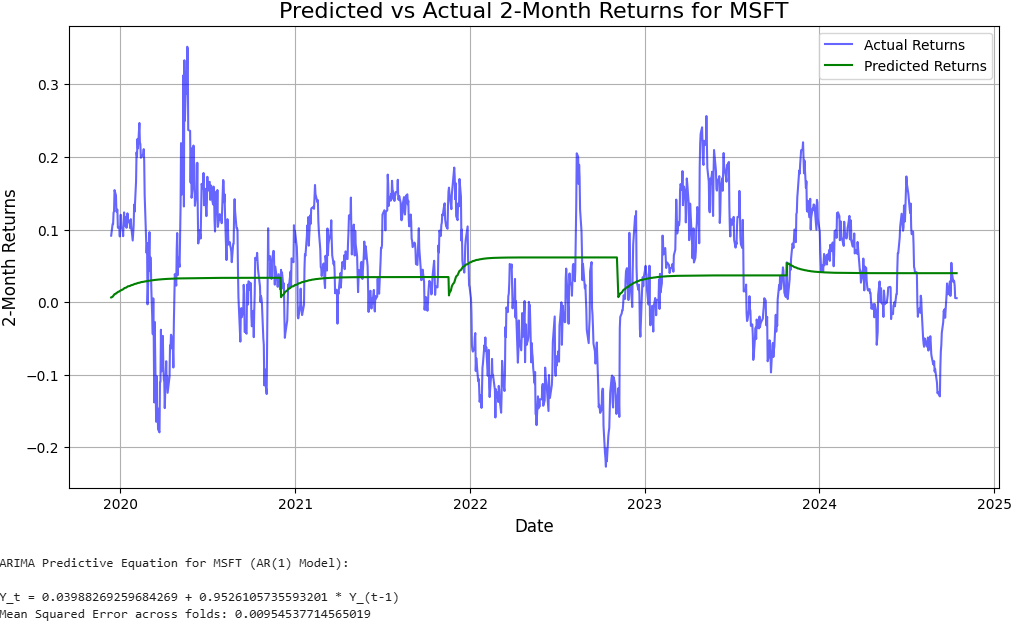 Predicted vs Actual 2-Month Returns for MSFT
Actual Returns
Predicted Returns
0.3
0.2
0.1
0.0
−0.1
−0.2
2-Month Returns
2020
2021
2022
2023
2024
2025
Date
ARIMA Predictive Equation for MSFT (AR(1) Model):
Y_t = 0.03988269259684269 + 0.9526105735593201 * Y_(t-1)
Mean Squared Error across folds: 0.00954537714565019